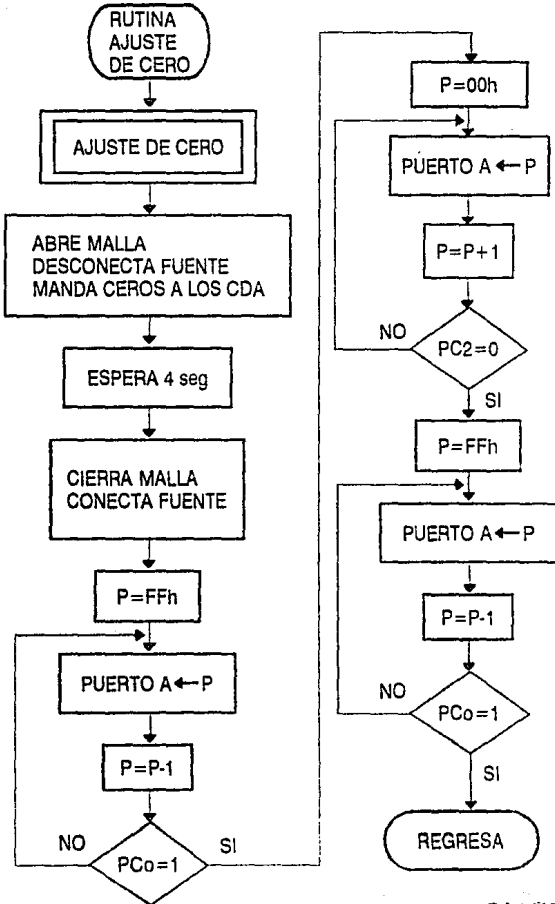 RUTINA
AJUSTE
DE CERO
AJUSTE DE CERO
ABRE MALLA
DESCONECTA FUENTE
MANDA CEROS A LOS CDA
ESPERA 4 seg
CIERRA MALLA
CONECTA FUENTE
P=FFh
PUERTO A ← P
P=P-1
NO
PCo=1
SI
P=00h
PUERTO A ← P
P=P+1
NO
PC2=0
SI
P=FFh
PUERTO A ← P
P=P-1
NO
PCo=1
SI
REGRESA